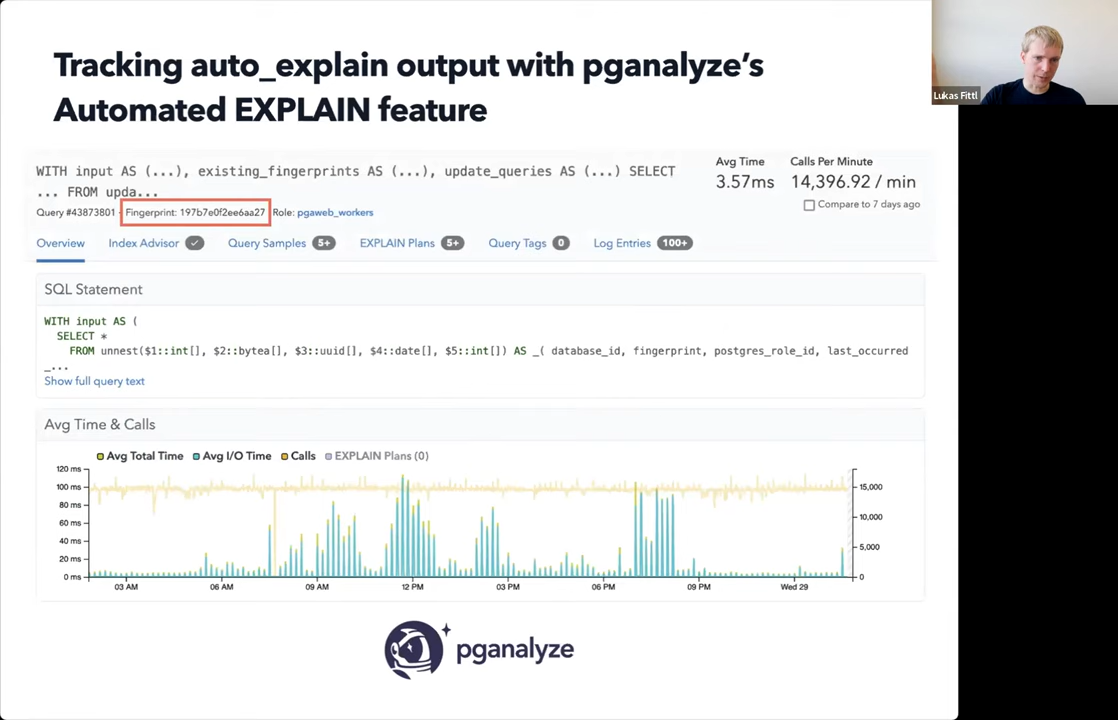 Tracking auto_explain output with pganalyze's
Automated EXPLAIN feature
Lukas Fittl
WITH input AS (...), existing_fingerprints AS (...), update_queries AS (...) SELECT
... FROM upda...
Avg Time
3.57ms
Calls Per Minute
14,396.92 / min
Compare to 7 days ago
Query #43873801 · Fingerprint: 197b7e0f2ee6aa27 Role: pgaweb_workers
Overview Index Advisor Query Samples 5+ EXPLAIN Plans 5+ Query Tags 0 Log Entries 100+
SQL Statement
WITH input AS (
SELECT *
FROM unnest($1::int[], $2::bytea[], $3::uuid[], $4::date[], $5::int[]) AS _( database_id, fingerprint, postgres_role_id, last_occurred
_...
Show full query text
Avg Time & Calls
Avg Total Time Avg I/O Time Calls EXPLAIN Plans (0)
120 ms
100 ms 15,000
80 ms
60 ms 10,000
40 ms 5,000
20 ms
0 ms 0
03 AM 06 AM 09 AM 12 PM 03 PM 06 PM 09 PM Wed 29
pganalyze